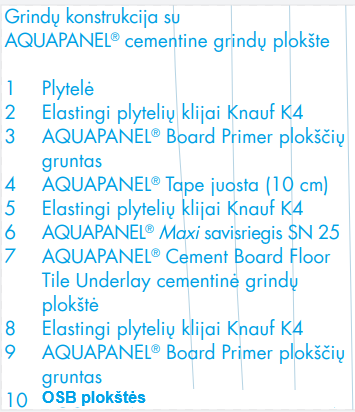 Grindų konstrukcija su
AQUAPANEL® cementine grindų plokšte
1 Plytelė
2 Elastingi plytelių klijai Knauf K4
3 AQUAPANEL® Board Primer plokščių
gruntas
4 AQUAPANEL® Tape juosta (10 cm)
5 Elastingi plytelių klijai Knauf K4
6 AQUAPANEL® Maxi savisriegis SN 25
7 AQUAPANEL® Cement Board Floor
Tile Underlay cementinė grindų
plokštė
8 Elastingi plytelių klijai Knauf K4
9 AQUAPANEL® Board Primer plokščių
gruntas
10 OSB plokštės